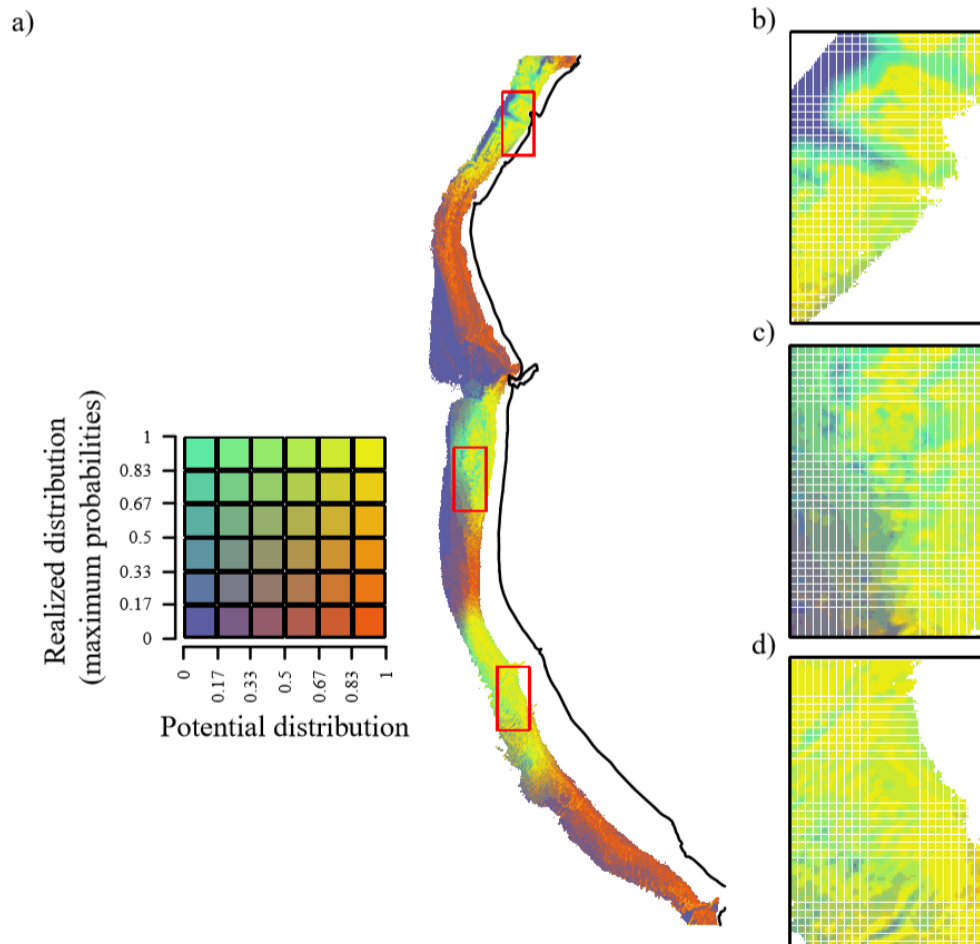 a)
b)
c)
d)
Realized distribution
(maximum probabilities)
1
0.83
0.67
0.5
0.33
0.17
0
0
0.17
0.33
0.5
0.67
0.83
1
Potential distribution